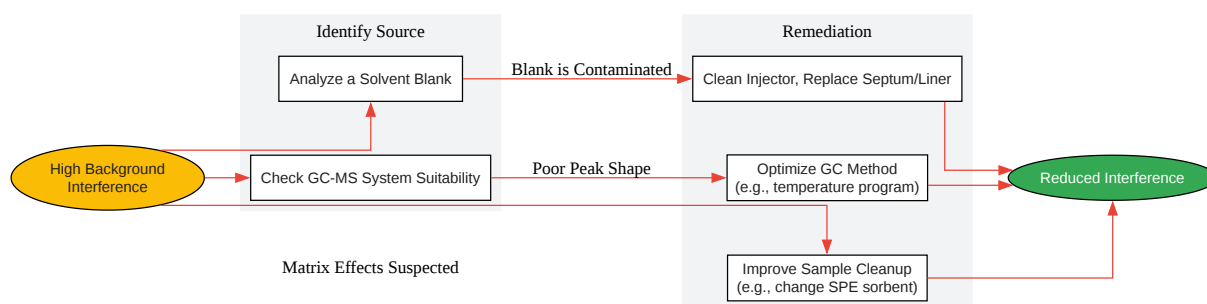 Identify Source
Remediation
Analyze a Solvent Blank
Blank is Contaminated
Clean Injector, Replace Septum/Liner
High Background
Interference
Check GC-MS System Suitability
Poor Peak Shape
Optimize GC Method
(e.g., temperature program)
Reduced Interference
Matrix Effects Suspected
Improve Sample Cleanup
(e.g., change SPE sorbent)